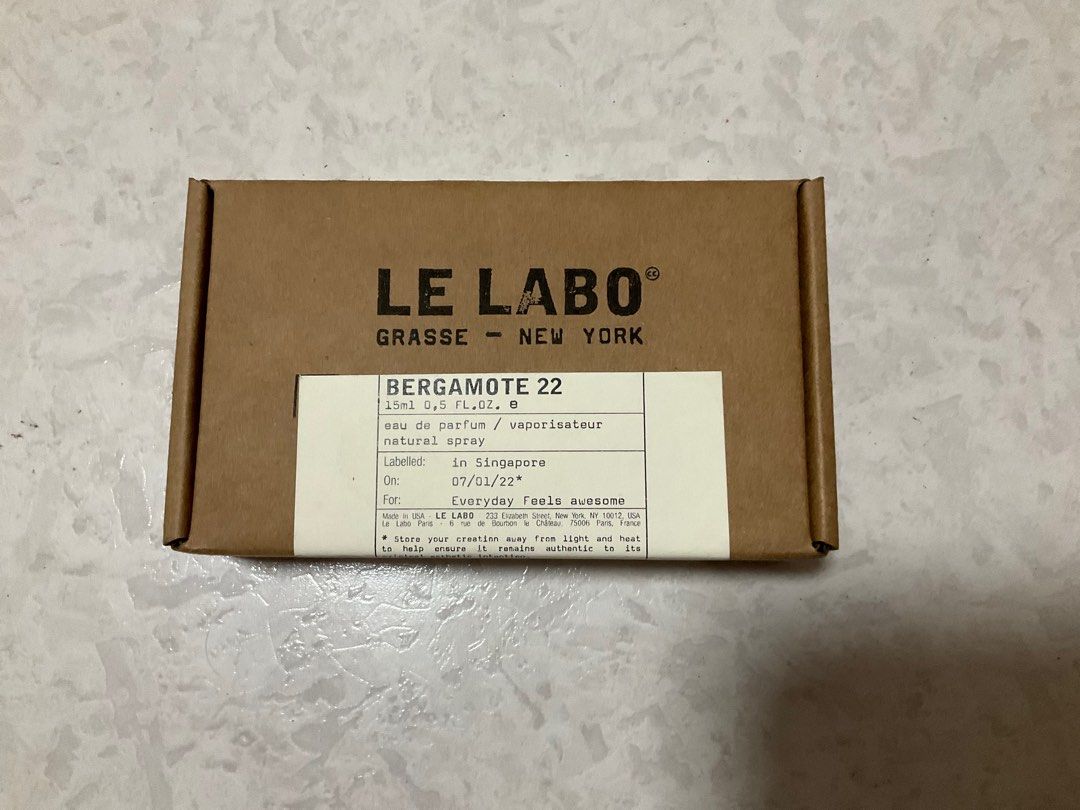 LE LABO
GRASSE — NEW YORK
BERGAMOTE 22
15ml 0,5 FL.OZ. e
eau de parfum / vaporisateur
natural spray
Labelled: in Singapore
On: 07/01/22*
For: Everyday Feels awesome
Made in USA - LE LABO 233 Elizabeth Street, New York, NY 10012, USA
Le Labo Paris - 6 rue de Bourbon le Château, 75006 Paris, France
* Store your creation away from light and heat
to help ensure it remains authentic to its